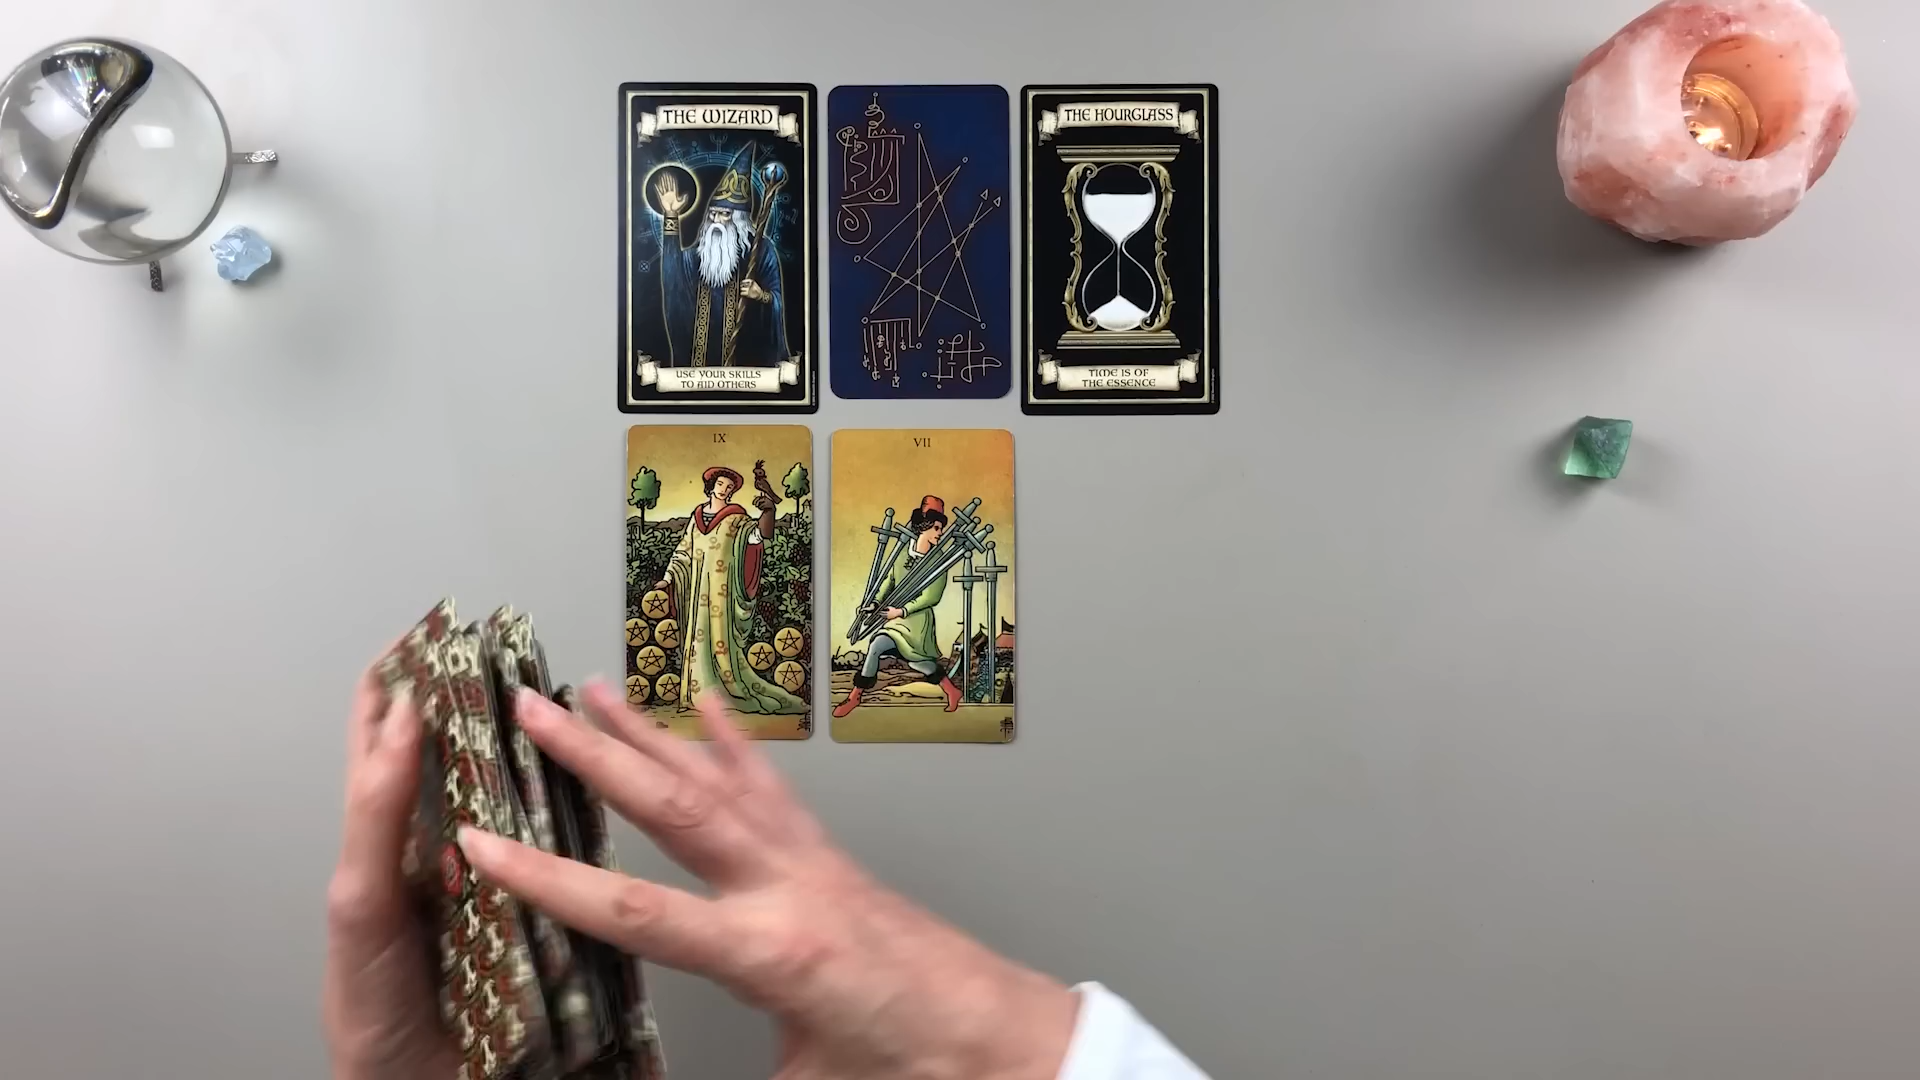 THE WIZARD
THE HOURGLASS
USE YOUR SKILLS
TO AID OTHERS
TIME IS OF
THE ESSENCE
IX
VII